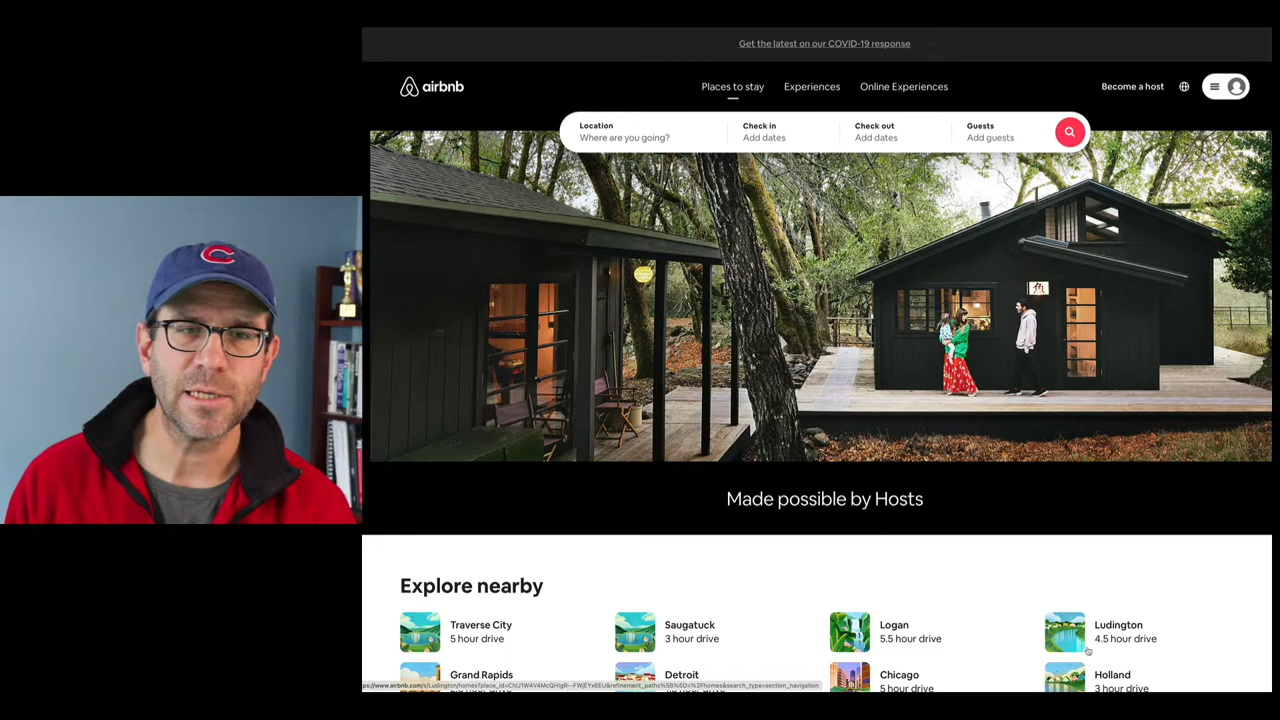 Get the latest on our COVID-19 response
airbnb
Places to stay
Experiences
Online Experiences
Become a host
Location
Where are you going?
Check in
Add dates
Check out
Add dates
Guests
Add guests
C
魚
Made possible by Hosts
Explore nearby
Traverse City
5 hour drive
Saugatuck
3 hour drive
Logan
5.5 hour drive
Ludington
4.5 hour drive
Grand Rapids
Detroit
Chicago
5 hour drive
Holland
3 hour drive